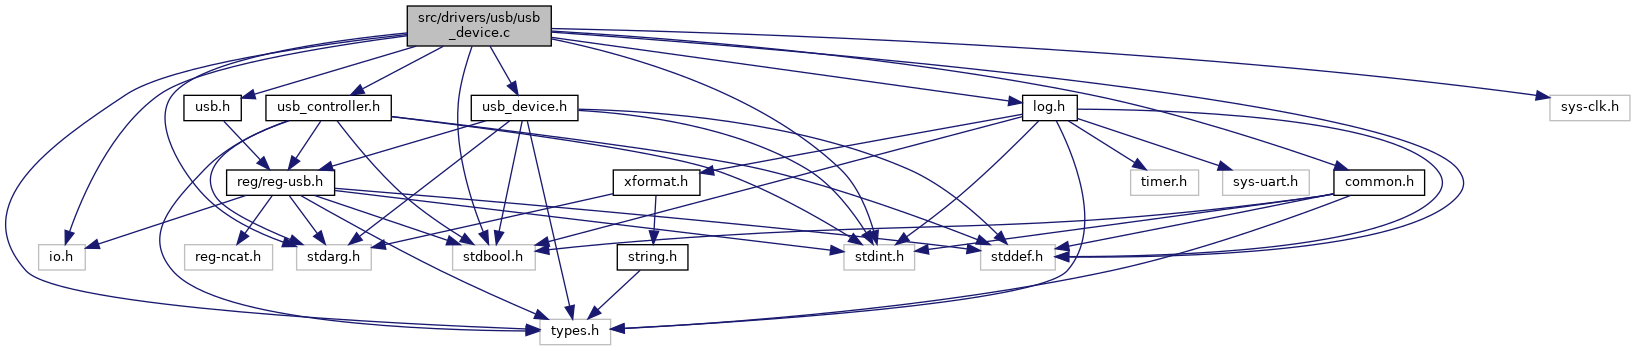 src/drivers/usb/usb
_device.c
usb.h
usb_controller.h
usb_device.h
log.h
sys-clk.h
reg/reg-usb.h
xformat.h
timer.h
sys-uart.h
common.h
io.h
reg-ncat.h
stdarg.h
stdbool.h
string.h
stdint.h
stddef.h
types.h